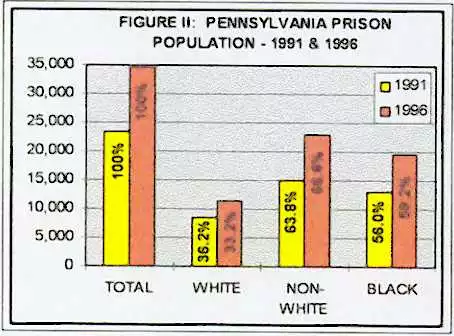 FIGURE II: PENNSYLVANIA PRISON
POPULATION - 1991 & 1996
35,000
30,000
25,000
20,000
15,000
10,000
5,000
0
1991
1996
100%
100%
36.2%
33.2%
63.8%
66.8%
56.0%
TOTAL
WHITE
NON-
WHITE
BLACK